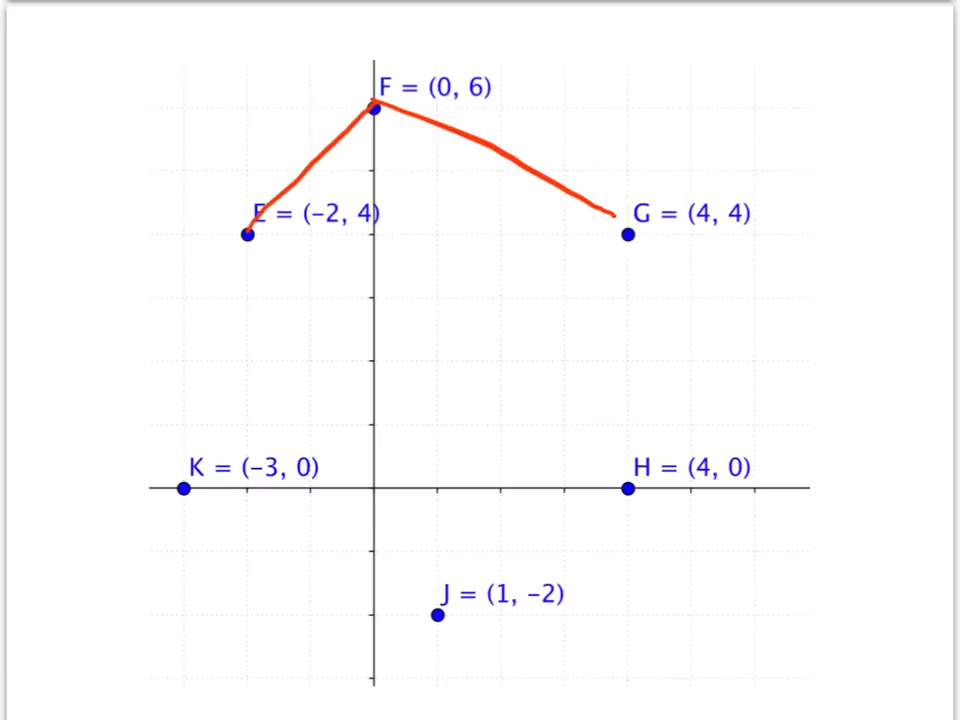 F = (0, 6)
E = (−2, 4)
G = (4, 4)
K = (−3, 0)
H = (4, 0)
J = (1, −2)